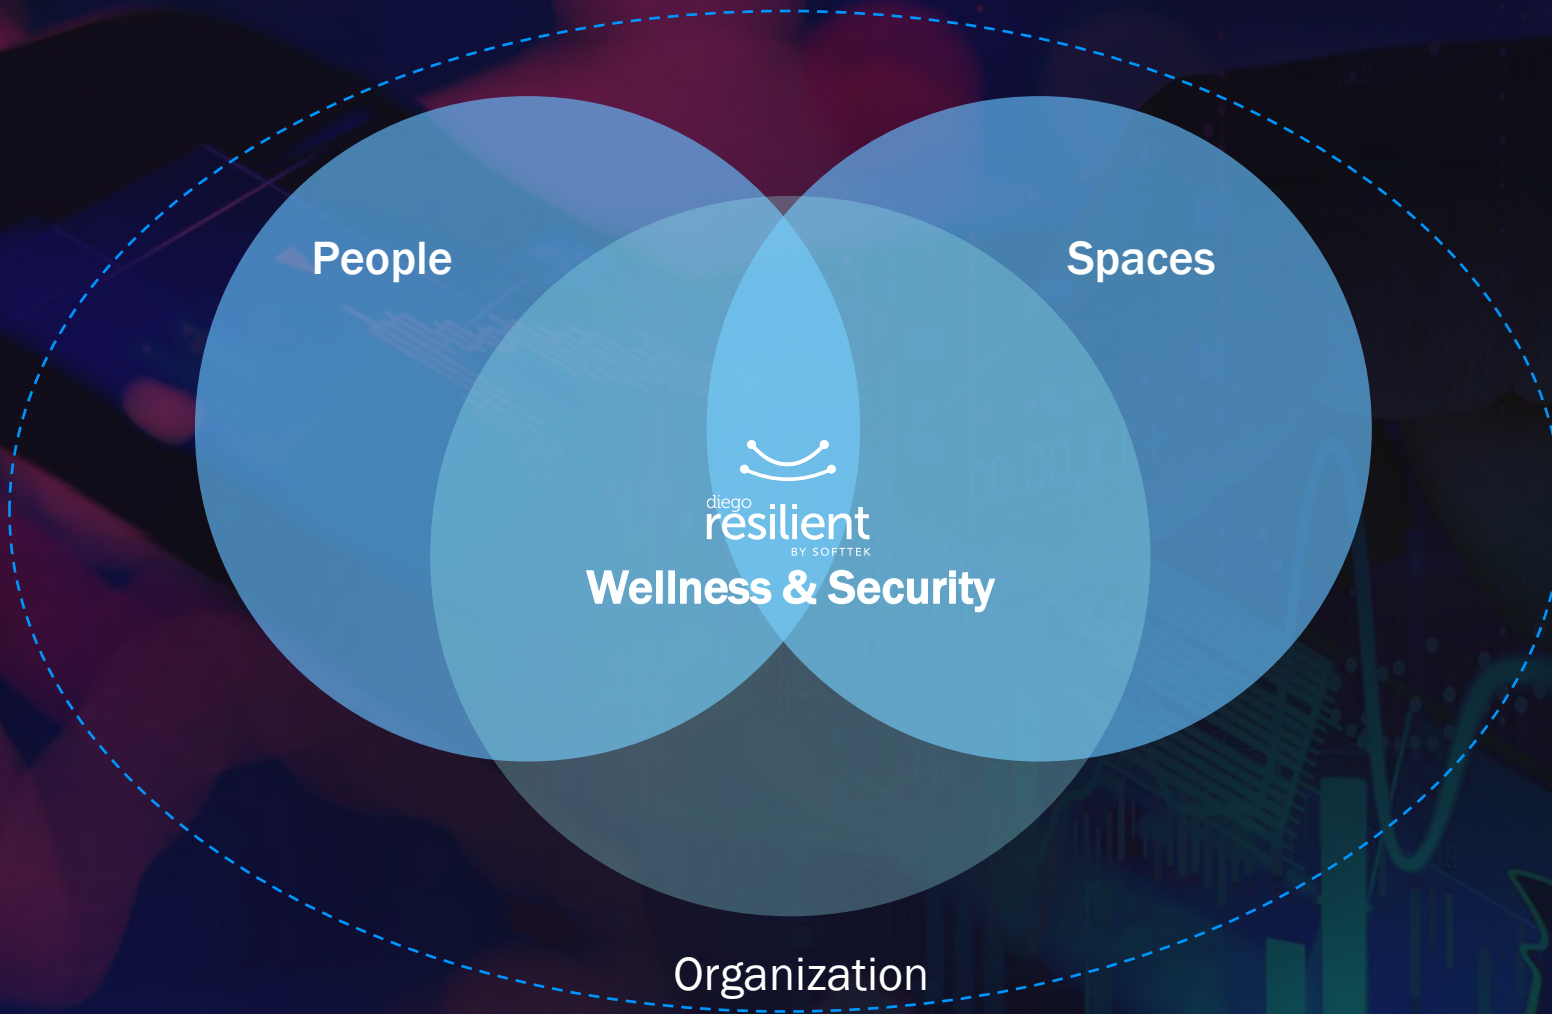 People
Spaces
diego
resilient
BY SOFTTEK
Wellness & Security
Organization